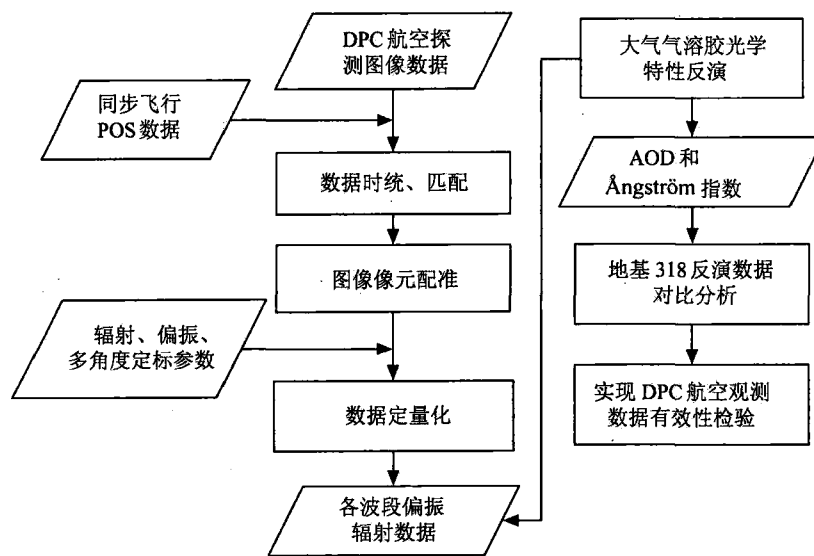 DPC 航空探
测图像数据
同步飞行
POS 数据
数据时统、匹配
图像像元配准
辐射、偏振、
多角度定标参数
数据定量化
各波段偏振
辐射数据
大气气溶胶光学
特性反演
AOD 和
Ångström 指数
地基 318 反演数据
对比分析
实现 DPC 航空观测
数据有效性检验